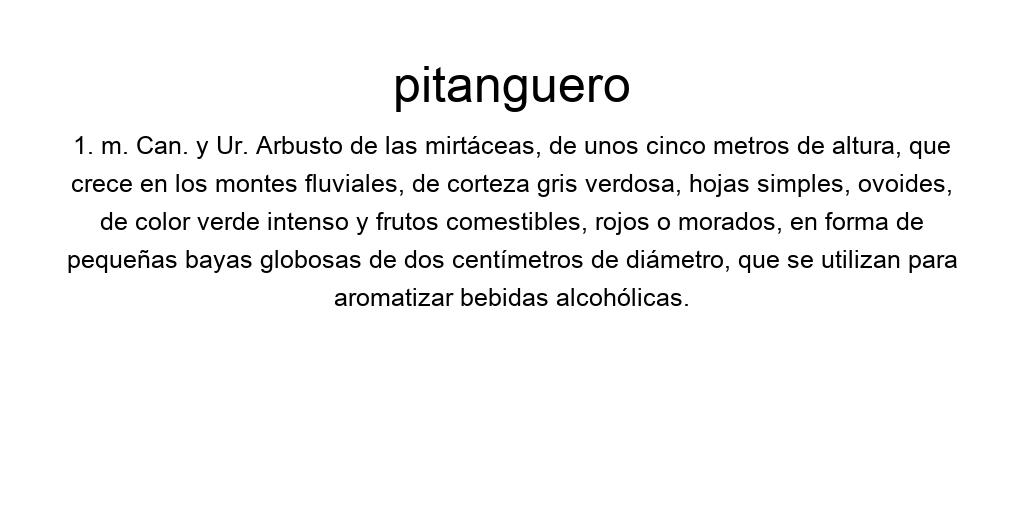 pitanguero
1. m. Can. y Ur. Arbusto de las mirtáceas, de unos cinco metros de altura, que
crece en los montes fluviales, de corteza gris verdosa, hojas simples, ovoides,
de color verde intenso y frutos comestibles, rojos o morados, en forma de
pequeñas bayas globosas de dos centímetros de diámetro, que se utilizan para
aromatizar bebidas alcohólicas.